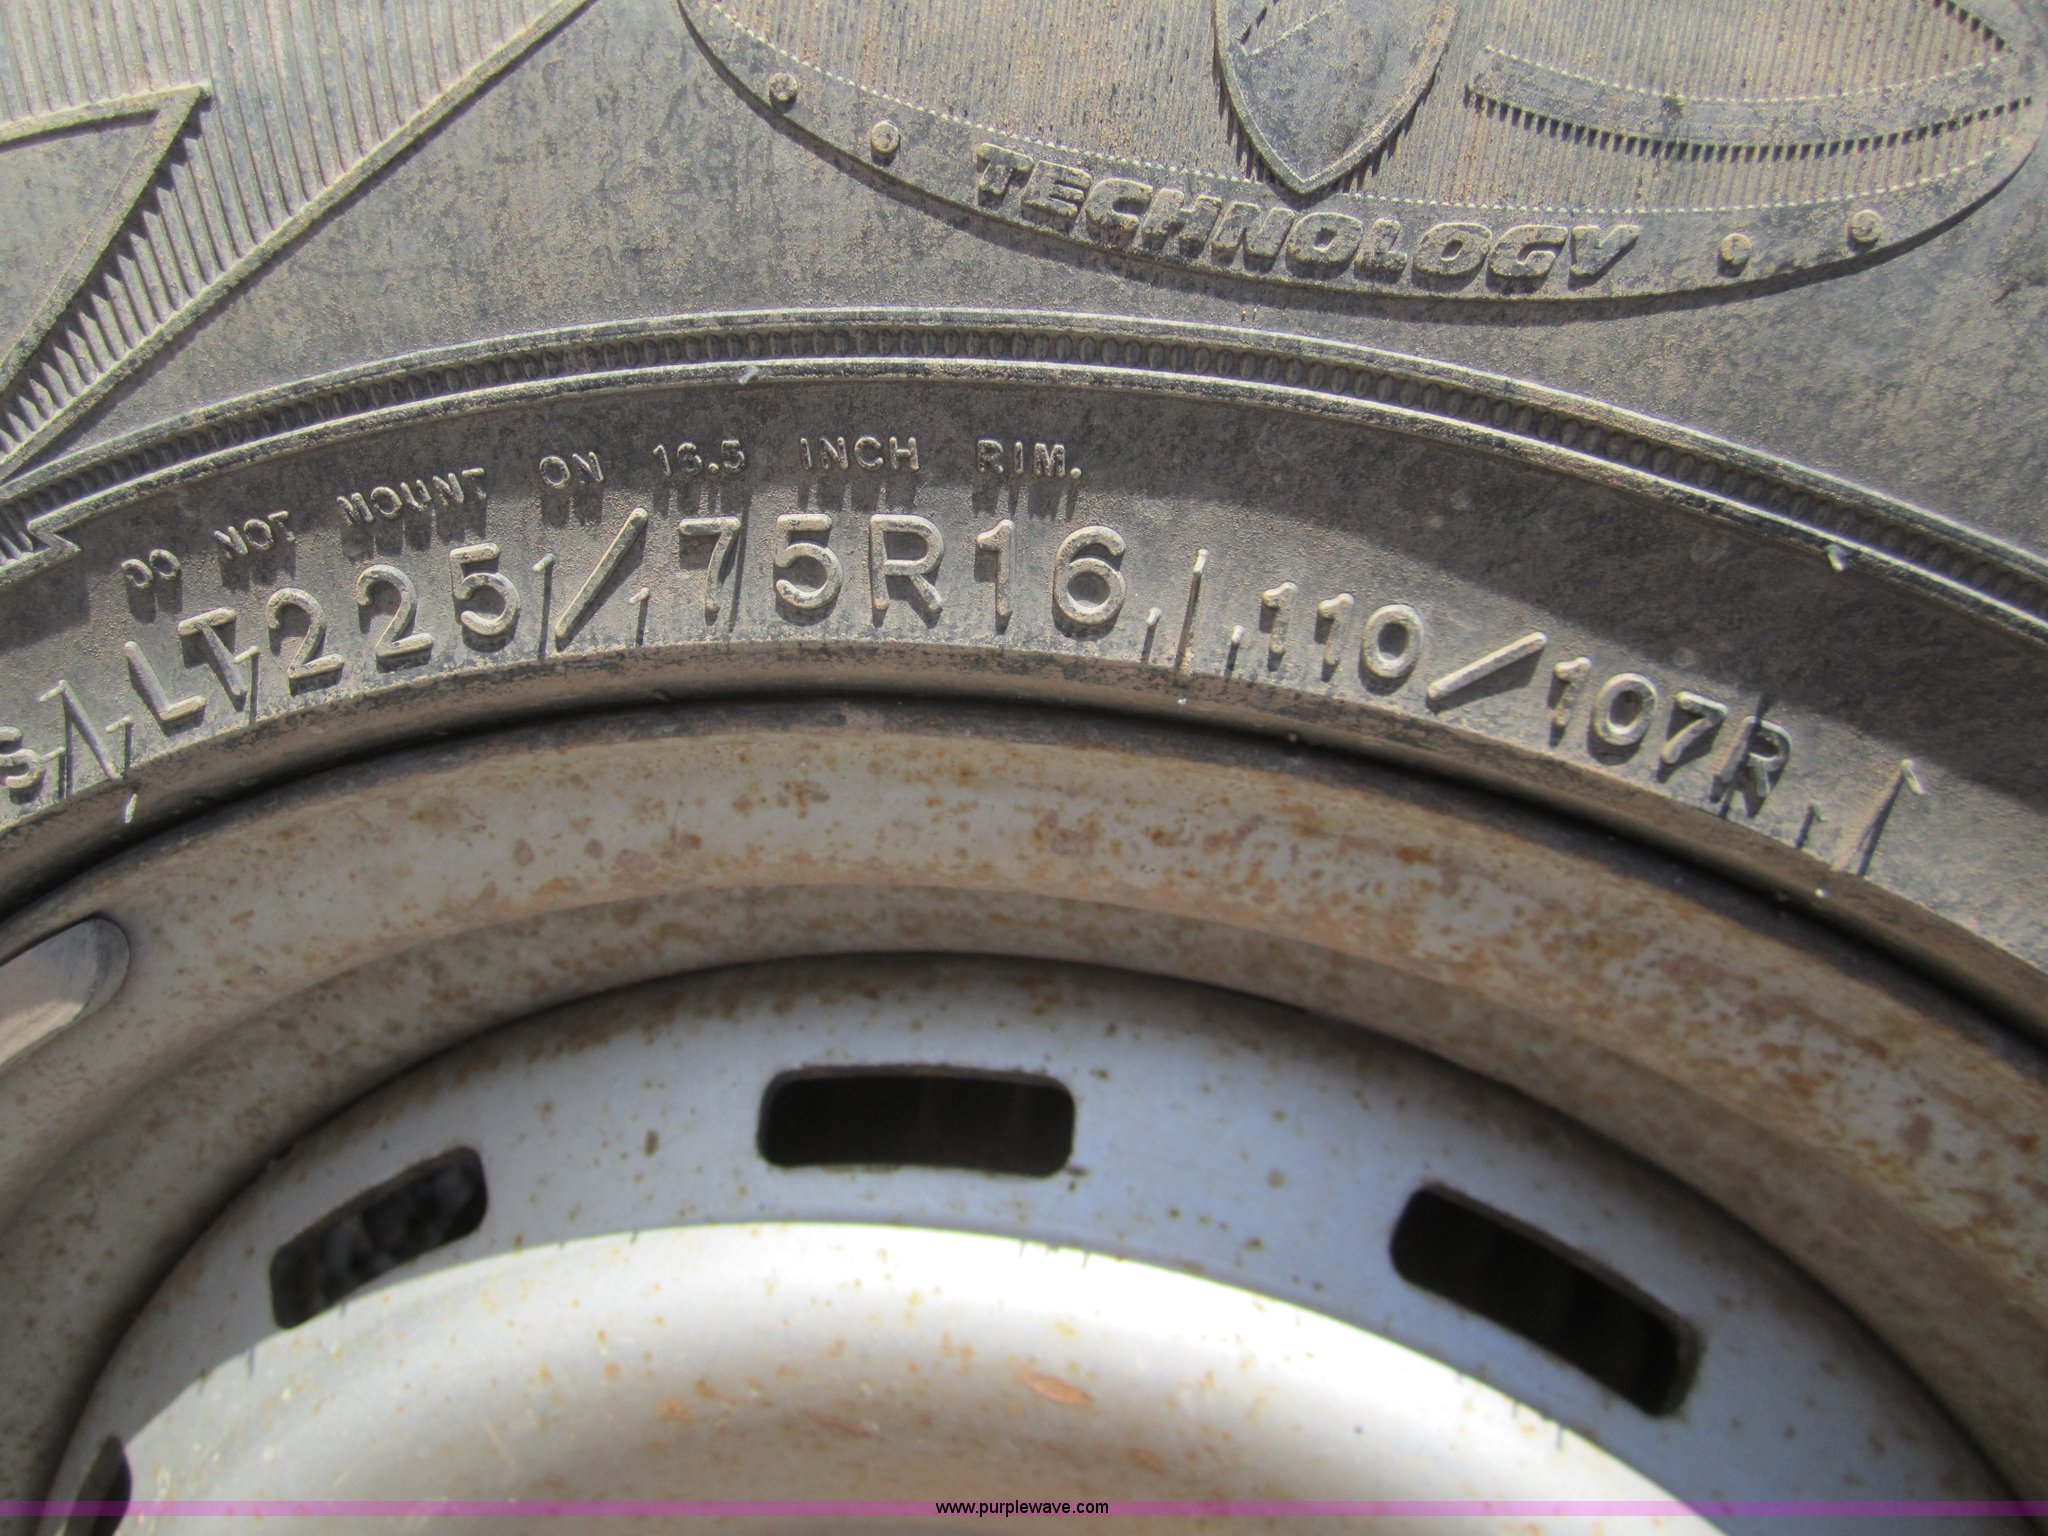 TECHNOLOGY
DO NOT MOUNT ON 16.5 INCH RIM.
LT225/75R16 110/107R
www.purplewave.com